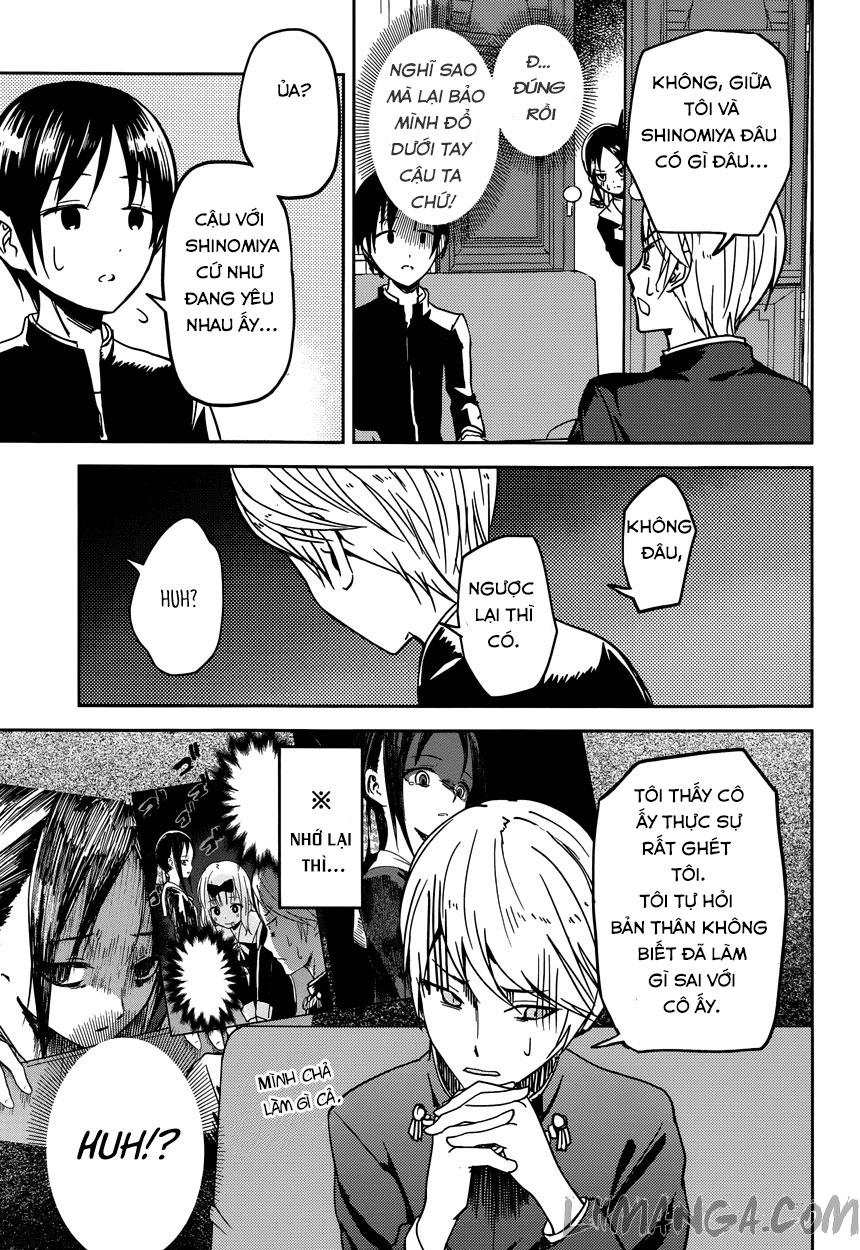 KHÔNG, GIỮA
TÔI VÀ
SHINOMIYA ĐÂU
CÓ GÌ ĐÂU...
Đ...
ĐÚNG
RỒI
NGHĨ SAO
MÀ LẠI BẢO
MÌNH ĐỔ
DƯỚI TAY
CẬU TA
CHỨ!
ỦA?
CẬU VỚI
SHINOMIYA
CỨ NHƯ
ĐANG YÊU
NHAU ẤY...
KHÔNG
ĐÂU,
NGƯỢC
LẠI THÌ
CÓ.
HUH?
TÔI THẤY CÔ
ẤY THỰC SỰ
RẤT GHÉT
TÔI.
TÔI TỰ HỎI
BẢN THÂN KHÔNG
BIẾT ĐÃ LÀM
GÌ SAI VỚI
CÔ ẤY.
※
NHỚ LẠI
THÌ...
MÌNH CHẢ
LÀM GÌ CẢ.
HUH!?
LHMANGA.COM